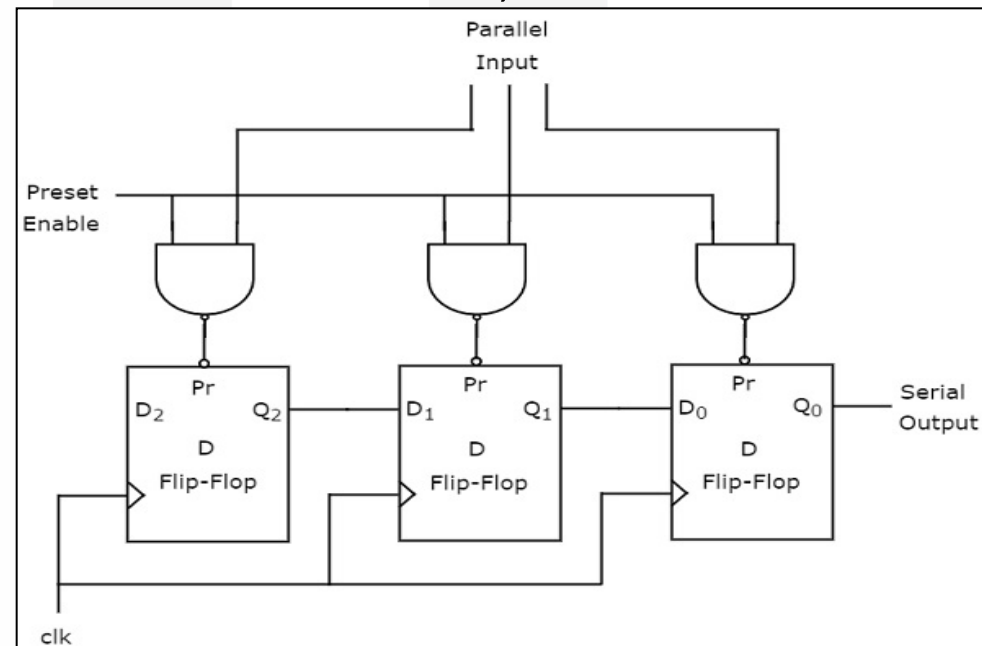 Parallel
Input
Preset
Enable
Pr
D₂ Q₂
D
Flip-Flop
Pr
D₁ Q₁
D
Flip-Flop
Pr
D₀ Q₀
D
Flip-Flop
Serial
Output
clk